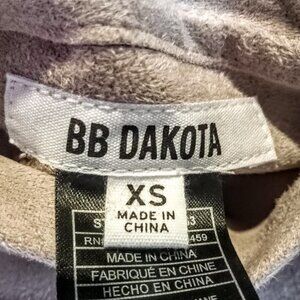 BB DAKOTA
XS
MADE IN
CHINA
MADE IN CHINA
FABRIQUÉ EN CHINE
HECHO EN CHINA